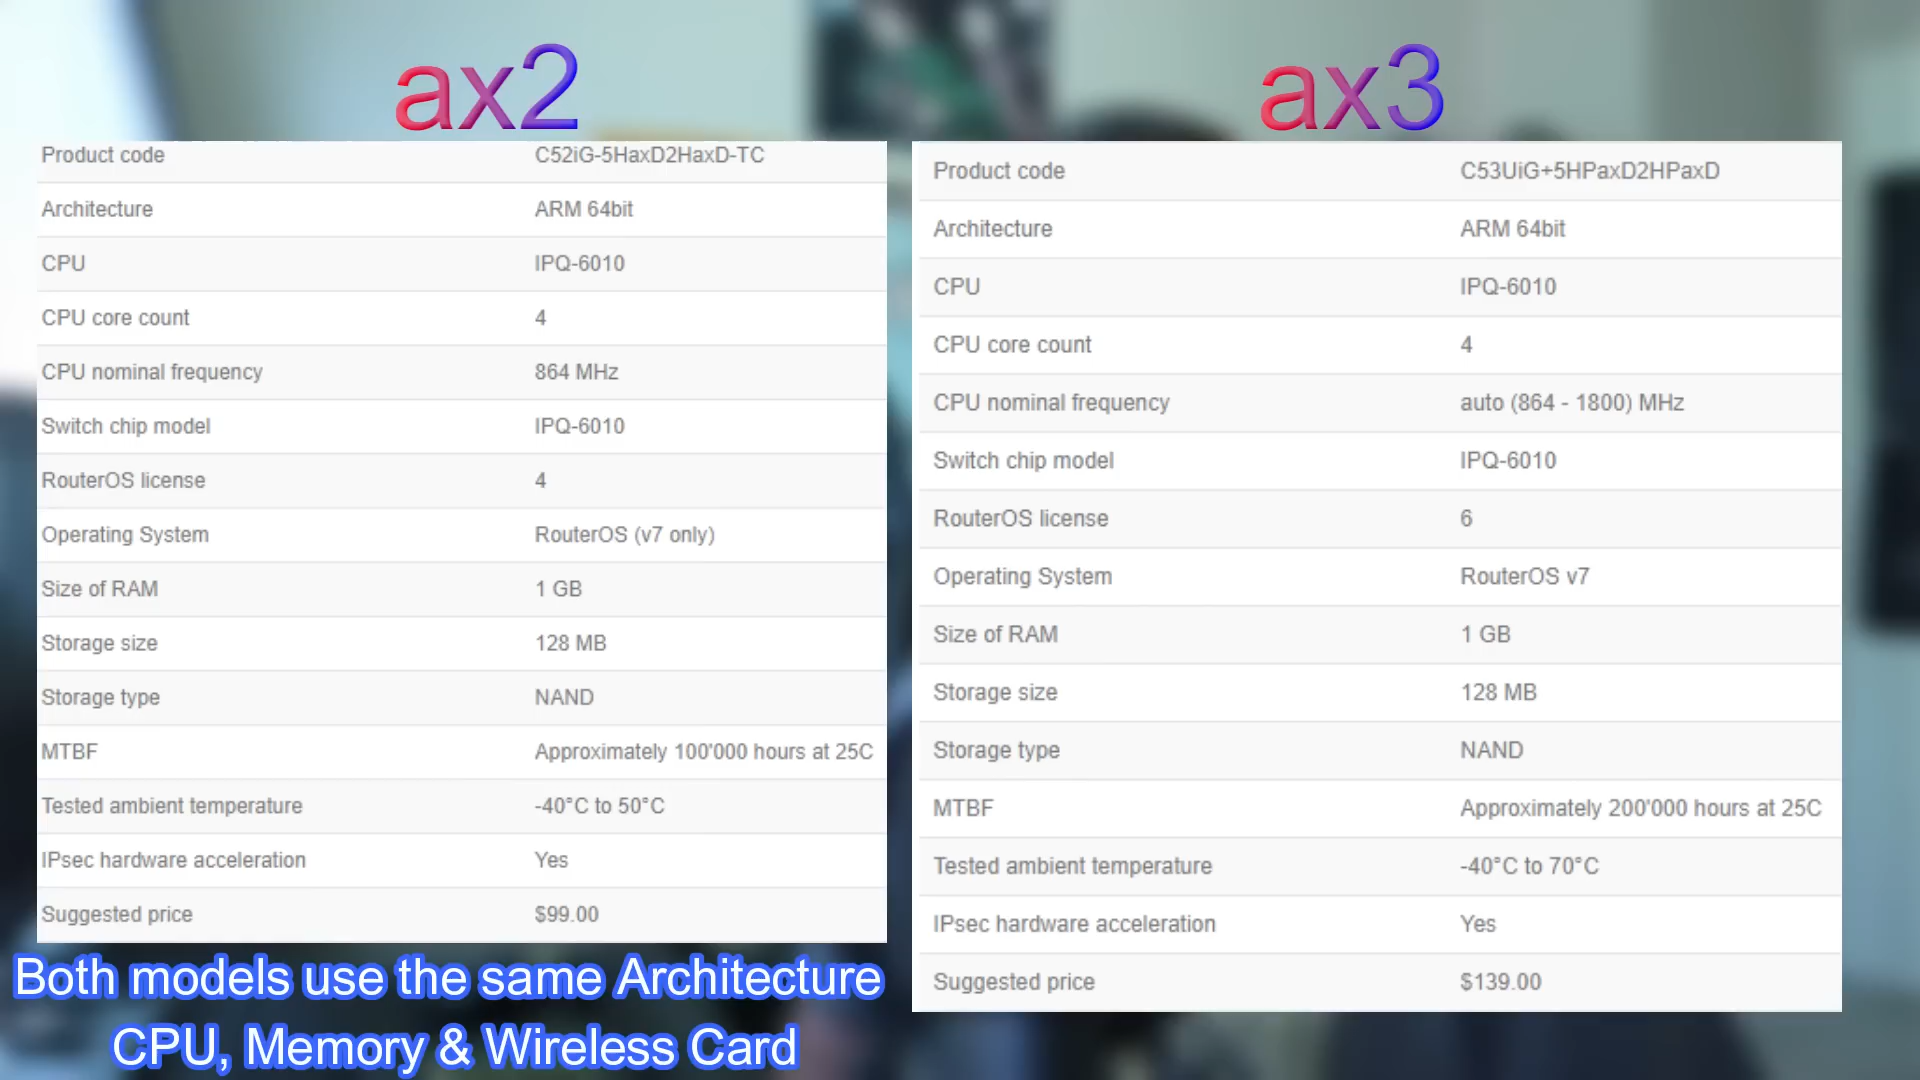 ax2
Product code C52iG-5HaxD2HaxD-TC
Architecture ARM 64bit
CPU IPQ-6010
CPU core count 4
CPU nominal frequency 864 MHz
Switch chip model IPQ-6010
RouterOS license 4
Operating System RouterOS (v7 only)
Size of RAM 1 GB
Storage size 128 MB
Storage type NAND
MTBF Approximately 100'000 hours at 25C
Tested ambient temperature -40°C to 50°C
IPsec hardware acceleration Yes
Suggested price $99.00
Both models use the same Architecture
CPU, Memory & Wireless Card
ax3
Product code C53UiG+5HPaxD2HPaxD
Architecture ARM 64bit
CPU IPQ-6010
CPU core count 4
CPU nominal frequency auto (864 - 1800) MHz
Switch chip model IPQ-6010
RouterOS license 6
Operating System RouterOS v7
Size of RAM 1 GB
Storage size 128 MB
Storage type NAND
MTBF Approximately 200'000 hours at 25C
Tested ambient temperature -40°C to 70°C
IPsec hardware acceleration Yes
Suggested price $139.00